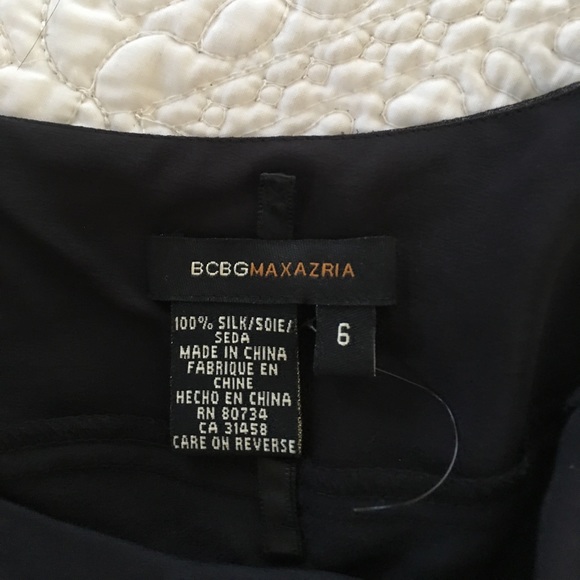 BCBGMAXAZRIA
100% SILK/SOIE/
SEDA
MADE IN CHINA
FABRIQUE EN
CHINE
HECHO EN CHINA
RN 80734
CA 31458
CARE ON REVERSE
6